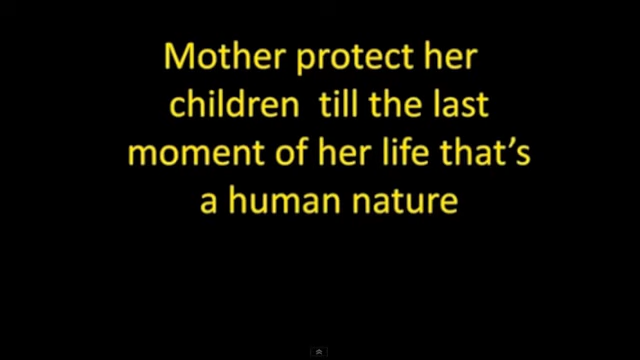 Mother protect her
children till the last
moment of her life that's
a human nature